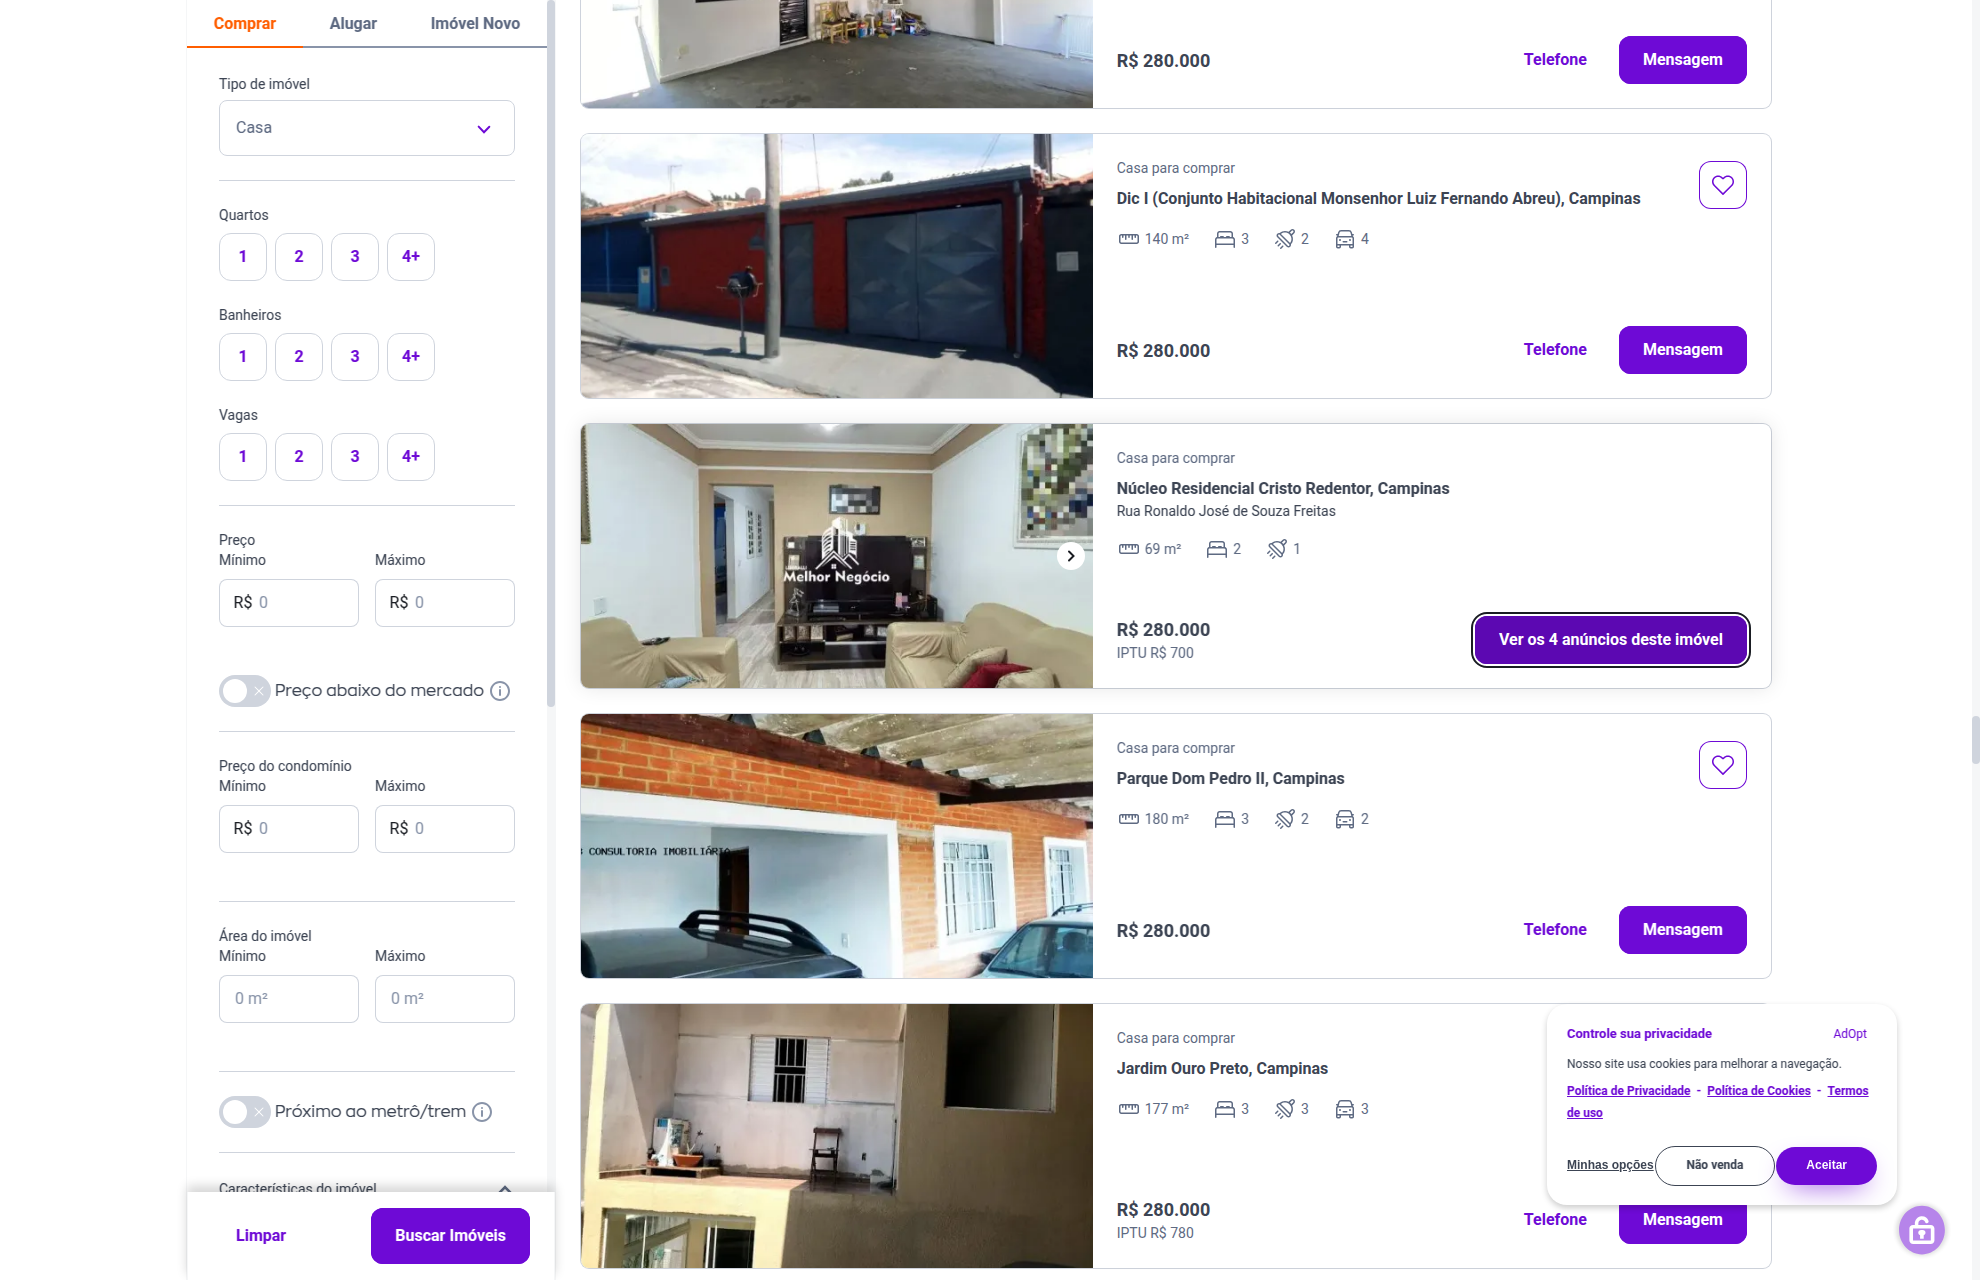 Comprar
Alugar
Imóvel Novo
Tipo de imóvel
Casa
Quartos
1
2
3
4+
Banheiros
1
2
3
4+
Vagas
1
2
3
4+
Preço
Mínimo
Máximo
R$ 0
R$ 0
Preço abaixo do mercado
Preço do condomínio
Mínimo
Máximo
R$ 0
R$ 0
Área do imóvel
Mínimo
Máximo
0 m²
0 m²
Próximo ao metrô/trem
Características do imóvel
Limpar
Buscar Imóveis
R$ 280.000
Telefone
Mensagem
Casa para comprar
Dic I (Conjunto Habitacional Monsenhor Luiz Fernando Abreu), Campinas
140 m²
3
2
4
R$ 280.000
Telefone
Mensagem
Melhor Negócio
Casa para comprar
Núcleo Residencial Cristo Redentor, Campinas
Rua Ronaldo José de Souza Freitas
69 m²
2
1
R$ 280.000
IPTU R$ 700
Ver os 4 anúncios deste imóvel
CONSULTORIA IMOBILIÁRIA
Casa para comprar
Parque Dom Pedro II, Campinas
180 m²
3
2
2
R$ 280.000
Telefone
Mensagem
Casa para comprar
Jardim Ouro Preto, Campinas
177 m²
3
3
3
R$ 280.000
IPTU R$ 780
Telefone
Mensagem
Controle sua privacidade
AdOpt
Nosso site usa cookies para melhorar a navegação.
Política de Privacidade - Política de Cookies - Termos
de uso
Minhas opções
Não venda
Aceitar